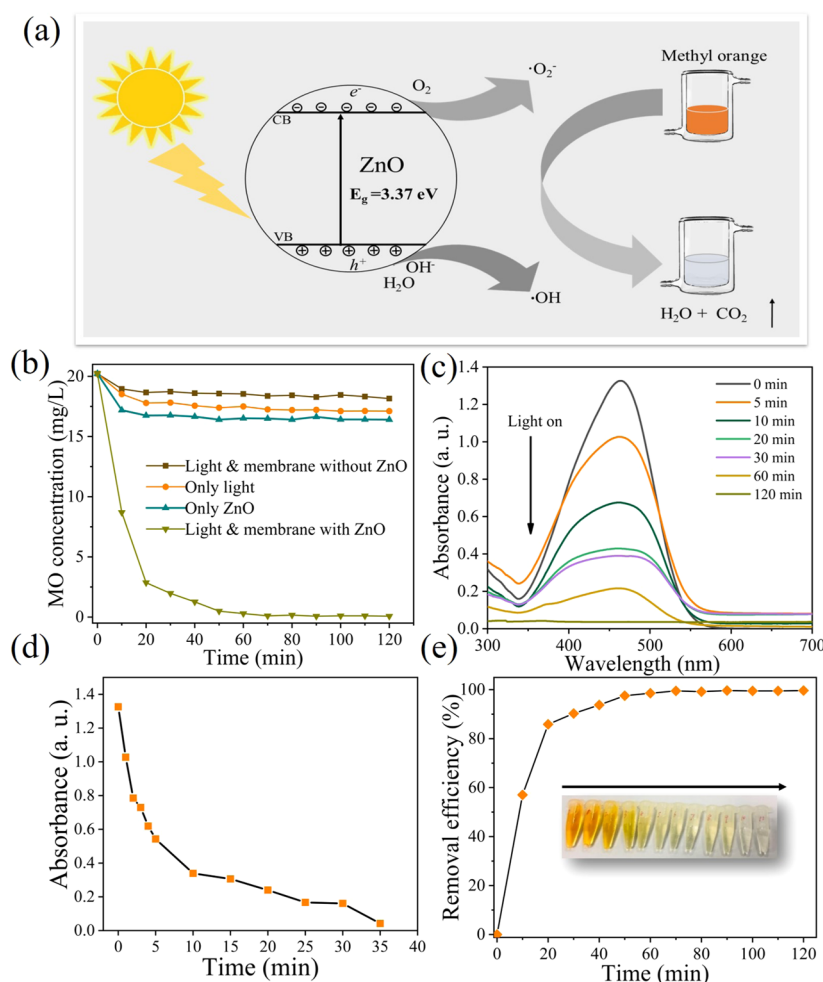 (a)
Methyl orange
e⁻
O₂
·O₂⁻
CB
ZnO
E_g =3.37 eV
VB
h⁺
OH⁻
H₂O
·OH
H₂O + CO₂
(b)
MO concentration (mg/L)
20
15
10
5
0
Light & membrane without ZnO
Only light
Only ZnO
Light & membrane with ZnO
0 20 40 60 80 100 120
Time (min)
(c)
Absorbance (a. u.)
1.4
1.2
1.0
0.8
0.6
0.4
0.2
0.0
Light on
0 min
5 min
10 min
20 min
30 min
60 min
120 min
300 400 500 600 700
Wavelength (nm)
(d)
Absorbance (a. u.)
1.4
1.2
1.0
0.8
0.6
0.4
0.2
0.0
0 5 10 15 20 25 30 35 40
Time (min)
(e)
Removal efficiency (%)
100
80
60
40
20
0
0 20 40 60 80 100 120
Time (min)